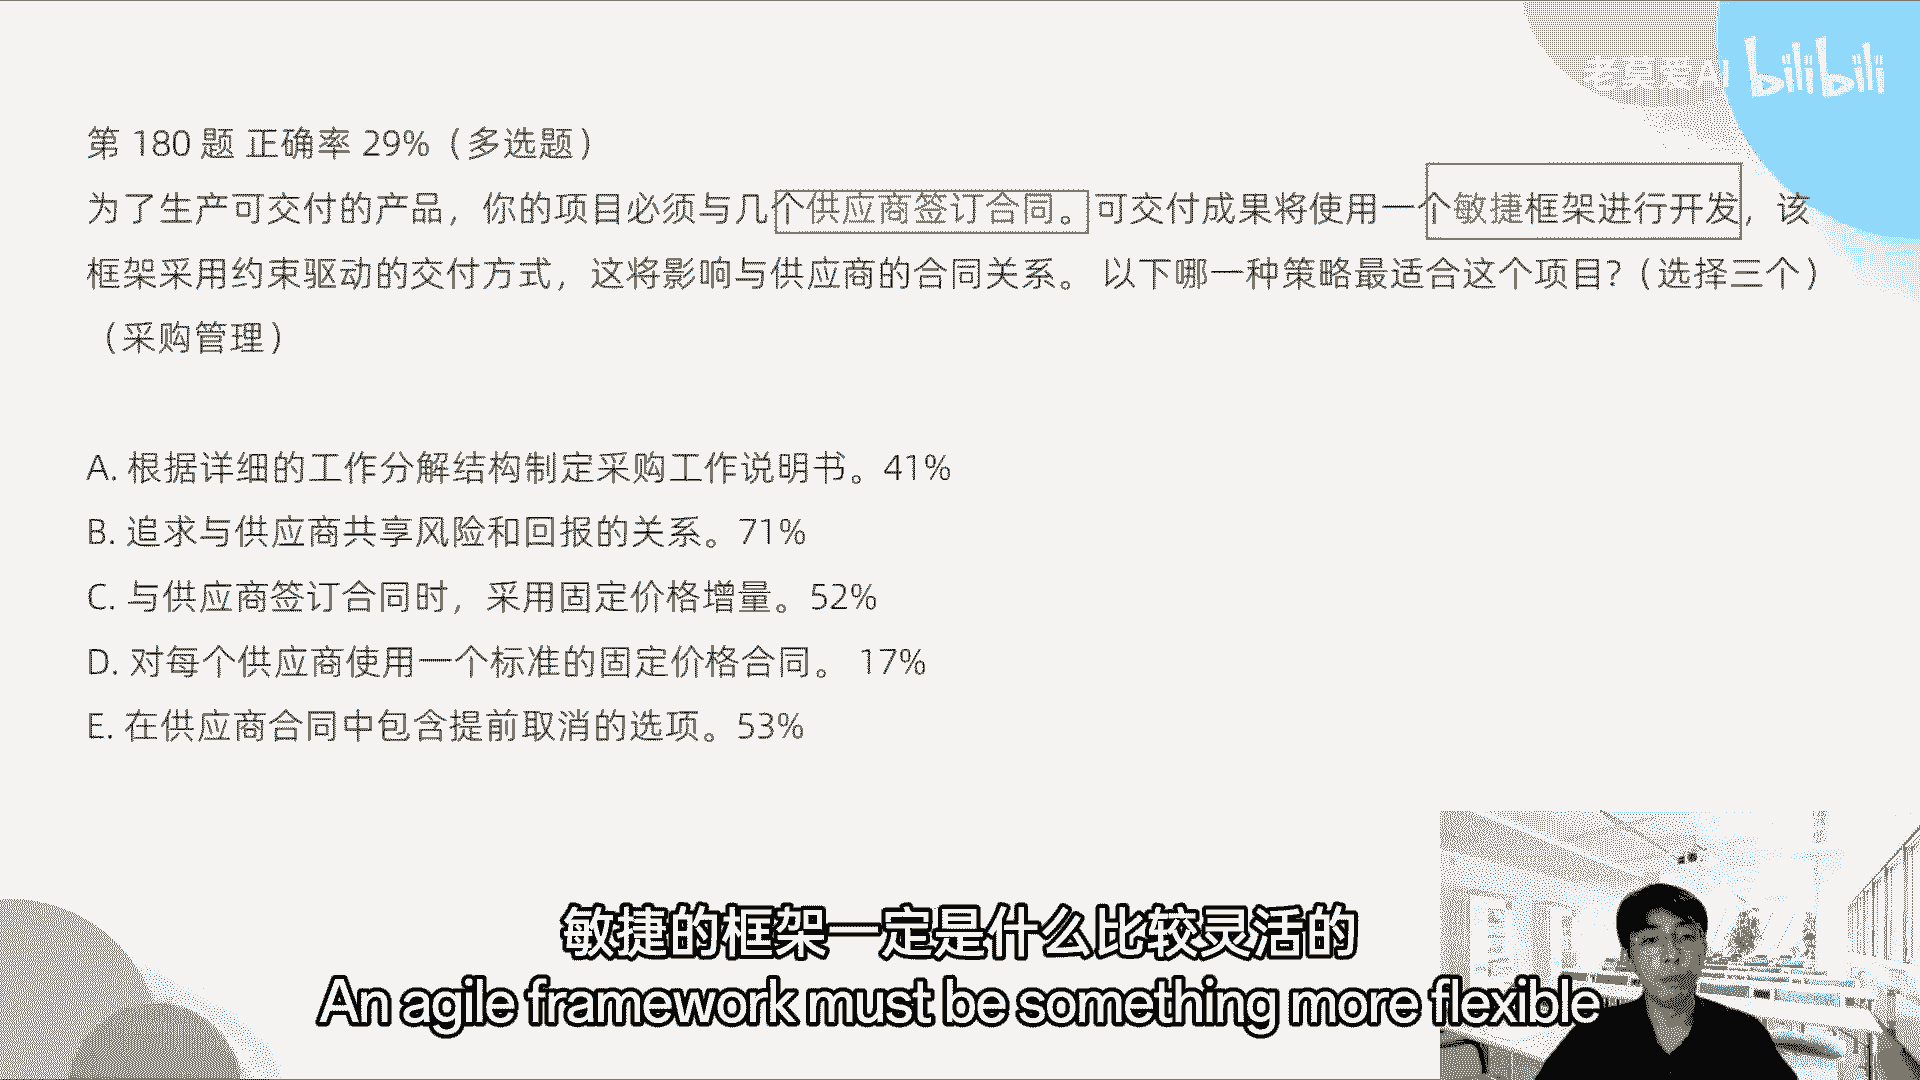 老莫爱AI bilibili
第 180 题 正确率 29%（多选题）
为了生产可交付的产品，你的项目必须与几个供应商签订合同。可交付成果将使用一个敏捷框架进行开发，该
框架采用约束驱动的交付方式，这将影响与供应商的合同关系。 以下哪一种策略最适合这个项目?（选择三个）
（采购管理）
A. 根据详细的工作分解结构制定采购工作说明书。41%
B. 追求与供应商共享风险和回报的关系。71%
C. 与供应商签订合同时，采用固定价格增量。52%
D. 对每个供应商使用一个标准的固定价格合同。 17%
E. 在供应商合同中包含提前取消的选项。53%
敏捷的框架一定是什么比较灵活的
An agile framework must be something more flexible